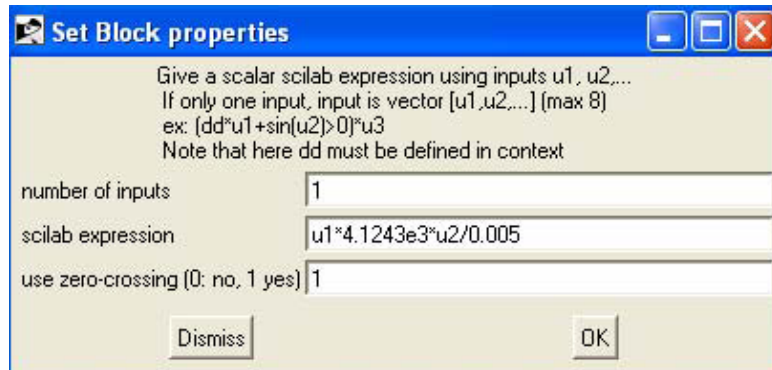 Set Block properties
Give a scalar scilab expression using inputs u1, u2,...
If only one input, input is vector [u1,u2,...] (max 8)
ex: (dd*u1+sin(u2)>0)*u3
Note that here dd must be defined in context
number of inputs 1
scilab expression u1*4.1243e3*u2/0.005
use zero-crossing (0: no, 1 yes) 1
Dismiss OK